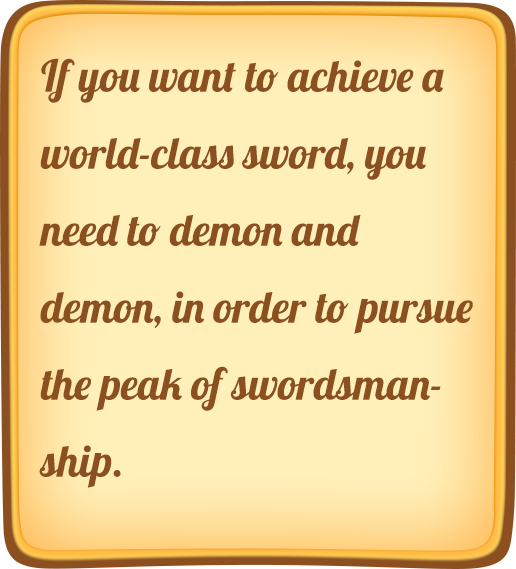 If you want to achieve a
world-class sword, you
need to demon and
demon, in order to pursue
the peak of swordsman-
ship.